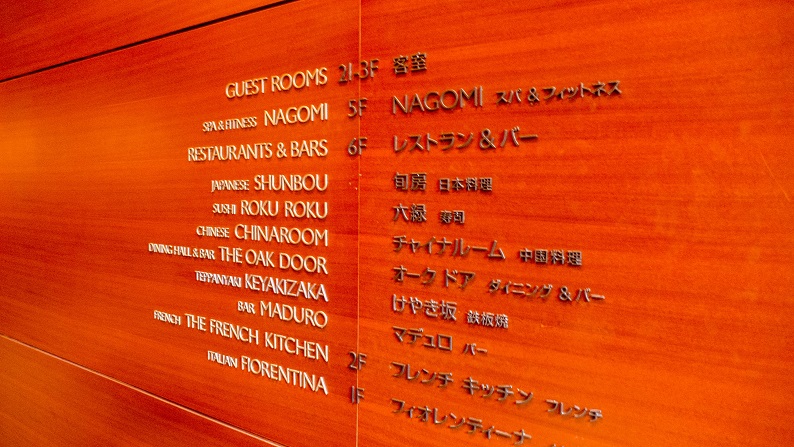 GUEST ROOMS 21-3F 客室
SPA & FITNESS NAGOMI 5F NAGOMI スパ & フィットネス
RESTAURANTS & BARS 6F レストラン & バー
JAPANESE SHUNBOU 旬房 日本料理
SUSHI ROKU ROKU 六緑 寿司
CHINESE CHINAROOM チャイナルーム 中国料理
DINING HALL & BAR THE OAK DOOR オーク ドア ダイニング & バー
TEPPANYAKI KEYAKIZAKA けやき坂 鉄板焼
BAR MADURO マデュロ バー
FRENCH THE FRENCH KITCHEN 2F フレンチ キッチン フレンチ
ITALIAN FIORENTINA 1F フィオレンティーナ